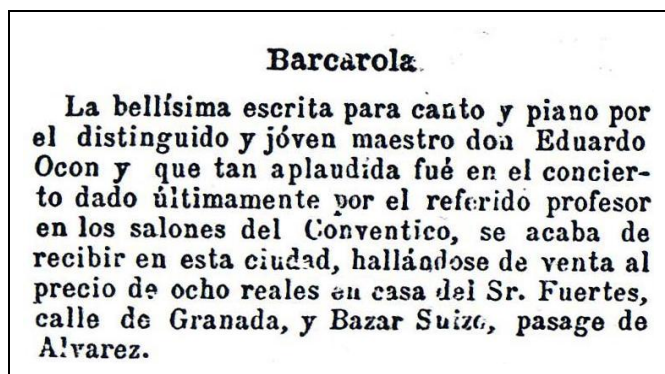 Barcarola
La bellísima escrita para canto y piano por
el distinguido y jóven maestro don Eduardo
Ocon y que tan aplaudida fué en el concier-
to dado últimamente por el referido profesor
en los salones del Conventico, se acaba de
recibir en esta ciudad, hallándose de venta al
precio de ocho reales en casa del Sr. Fuertes,
calle de Granada, y Bazar Suizo, pasage de
Alvarez.